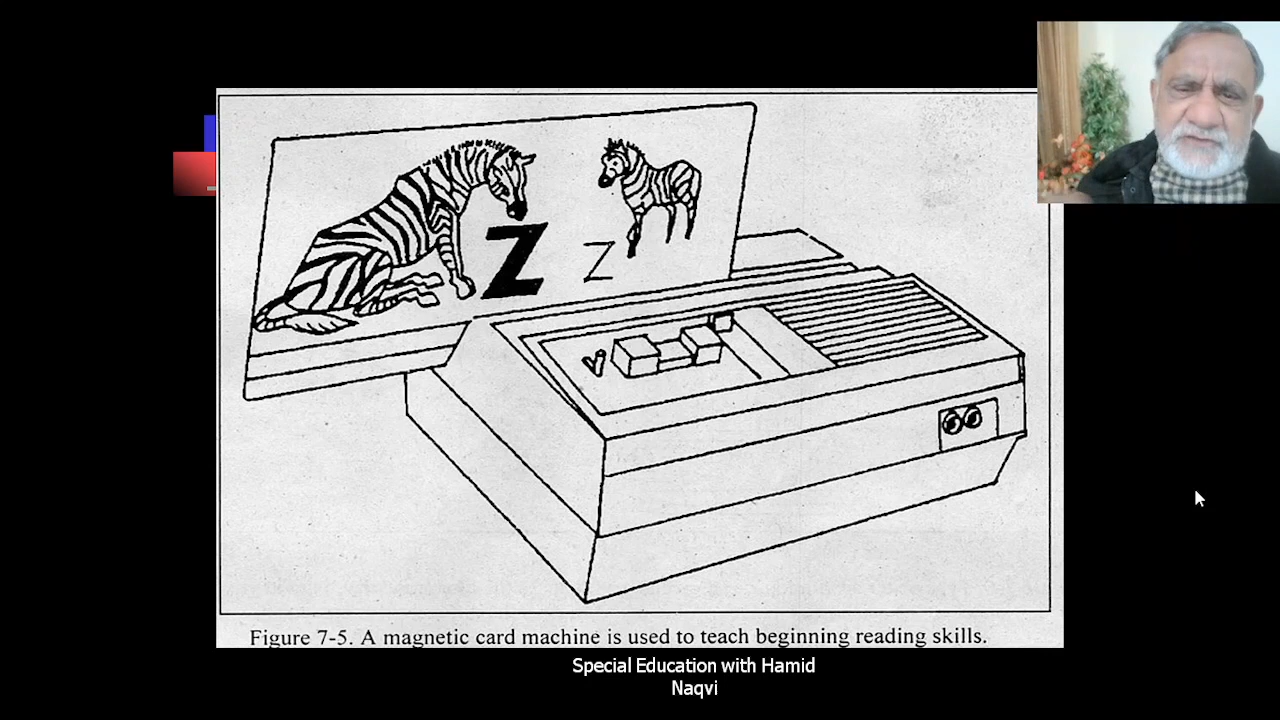 Z Z
Figure 7-5. A magnetic card machine is used to teach beginning reading skills.
Special Education with Hamid
Naqvi